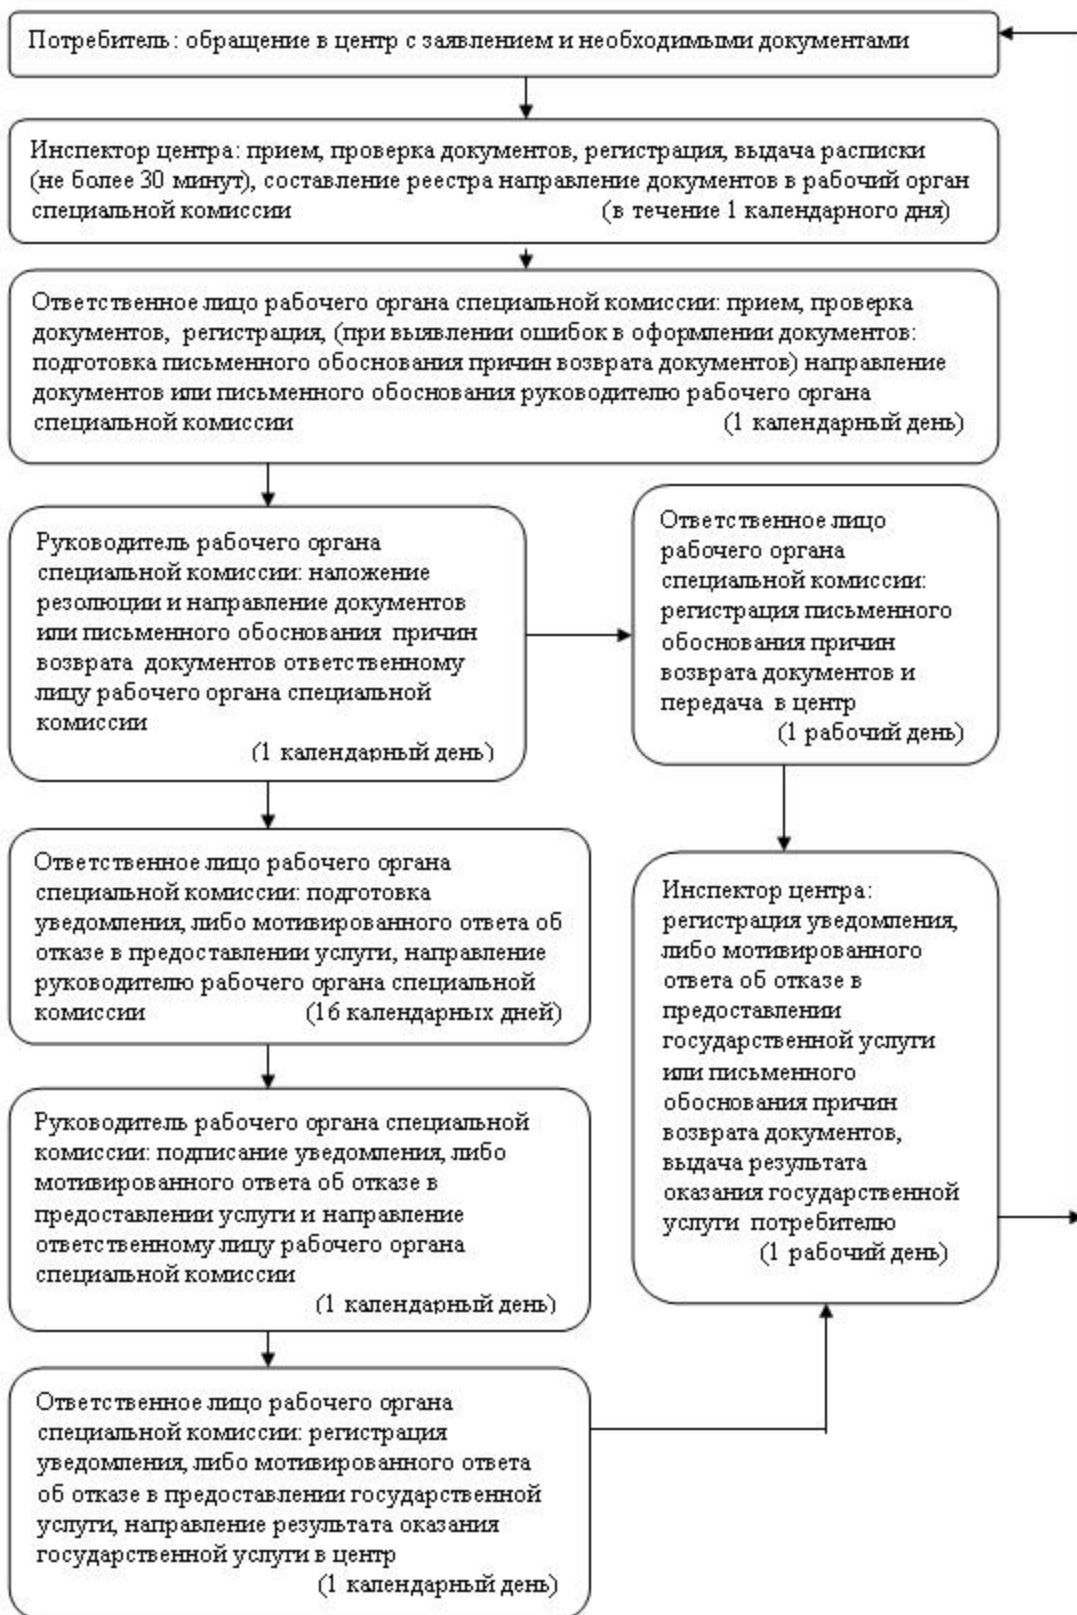 Потребитель: обращение в центр с заявлением и необходимыми документами
Инспектор центра: прием, проверка документов, регистрация, выдача расписки
(не более 30 минут), составление реестра направление документов в рабочий орган
специальной комиссии (в течение 1 календарного дня)
Ответственное лицо рабочего органа специальной комиссии: прием, проверка
документов, регистрация, (при выявлении ошибок в оформлении документов:
подготовка письменного обоснования причин возврата документов) направление
документов или письменного обоснования руководителю рабочего органа
специальной комиссии (1 календарный день)
Руководитель рабочего органа
специальной комиссии: наложение
резолюции и направление документов
или письменного обоснования причин
возврата документов ответственному
лицу рабочего органа специальной
комиссии
(1 календарный день)
Ответственное лицо
рабочего органа
специальной комиссии:
регистрация письменного
обоснования причин
возврата документов и
передача в центр
(1 рабочий день)
Ответственное лицо рабочего органа
специальной комиссии: подготовка
уведомления, либо мотивированного ответа об
отказе в предоставлении услуги, направление
руководителю рабочего органа специальной
комиссии (16 календарных дней)
Инспектор центра:
регистрация уведомления,
либо мотивированного
ответа об отказе в
предоставлении
государственной услуги
или письменного
обоснования причин
возврата документов,
выдача результата
оказания государственной
услуги потребителю
(1 рабочий день)
Руководитель рабочего органа специальной
комиссии: подписание уведомления, либо
мотивированного ответа об отказе в
предоставлении услуги и направление
ответственному лицу рабочего органа
специальной комиссии
(1 календарный день)
Ответственное лицо рабочего органа
специальной комиссии: регистрация
уведомления, либо мотивированного ответа
об отказе в предоставлении государственной
услуги, направление результата оказания
государственной услуги в центр
(1 календарный день)